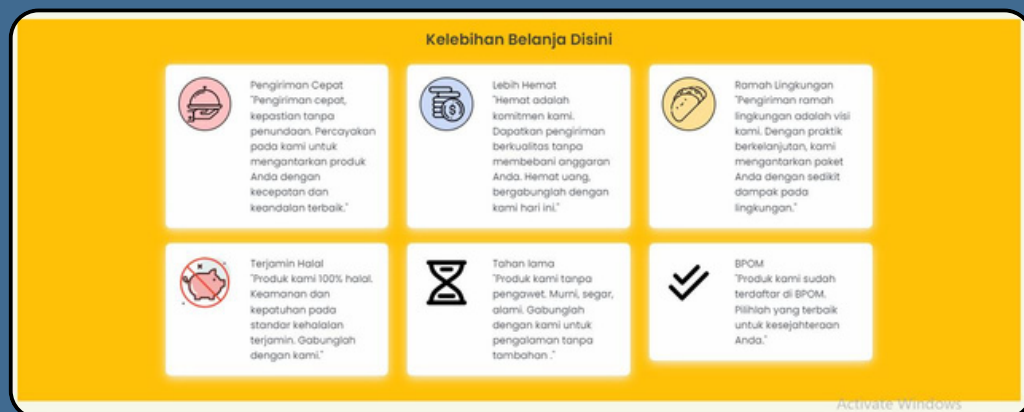 Kelebihan Belanja Disini
Pengiriman Cepat
"Pengiriman cepat,
kepastian tanpa
penundaan. Percayakan
pada kami untuk
mengantarkan produk
Anda dengan
kecepatan dan
keandalan terbaik."
Lebih Hemat
"Hemat adalah
komitmen kami.
Dapatkan pengiriman
berkualitas tanpa
membebani anggaran
Anda. Hemat uang,
bergabunglah dengan
kami hari ini."
Ramah Lingkungan
"Pengiriman ramah
lingkungan adalah visi
kami. Dengan praktik
berkelanjutan, kami
mengantarkan paket
Anda dengan sedikit
dampak pada
lingkungan."
Terjamin Halal
"Produk kami 100% halal.
Keamanan dan
kepatuhan pada
standar kehalalan
terjamin. Gabunglah
dengan kami."
Tahan lama
"Produk kami tanpa
pengawet. Murni, segar,
alami. Gabunglah
dengan kami untuk
pengalaman tanpa
tambahan ."
BPOM
"Produk kami sudah
terdaftar di BPOM.
Pilihlah yang terbaik
untuk kesejahteraan
Anda."
Activate Windows